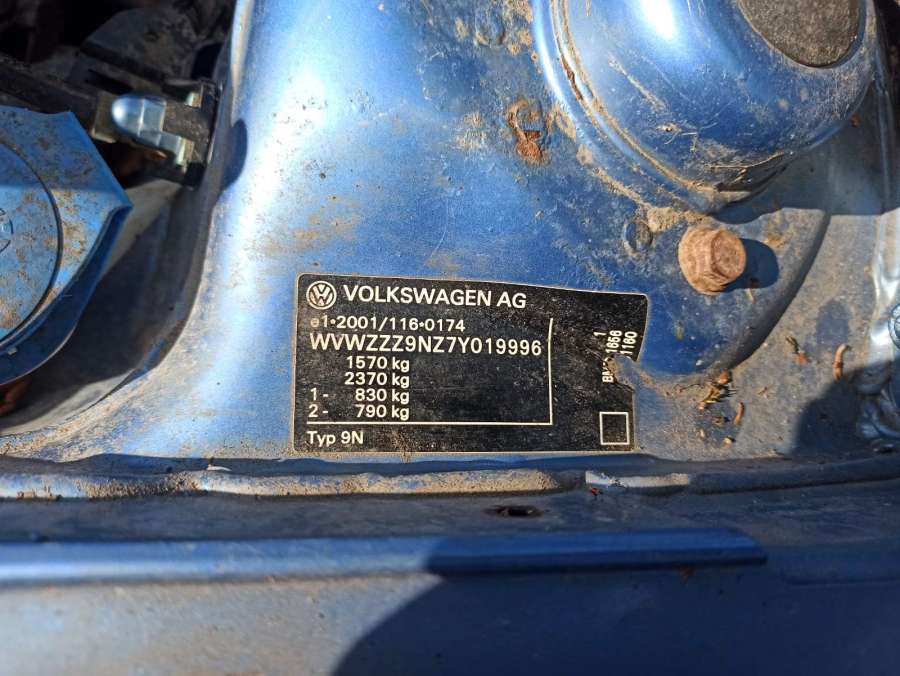 VOLKSWAGEN AG
e1•2001/116•0174
WVWZZZ9NZ7Y019996
1570 kg
2370 kg
1- 830 kg
2- 790 kg
Typ 9N